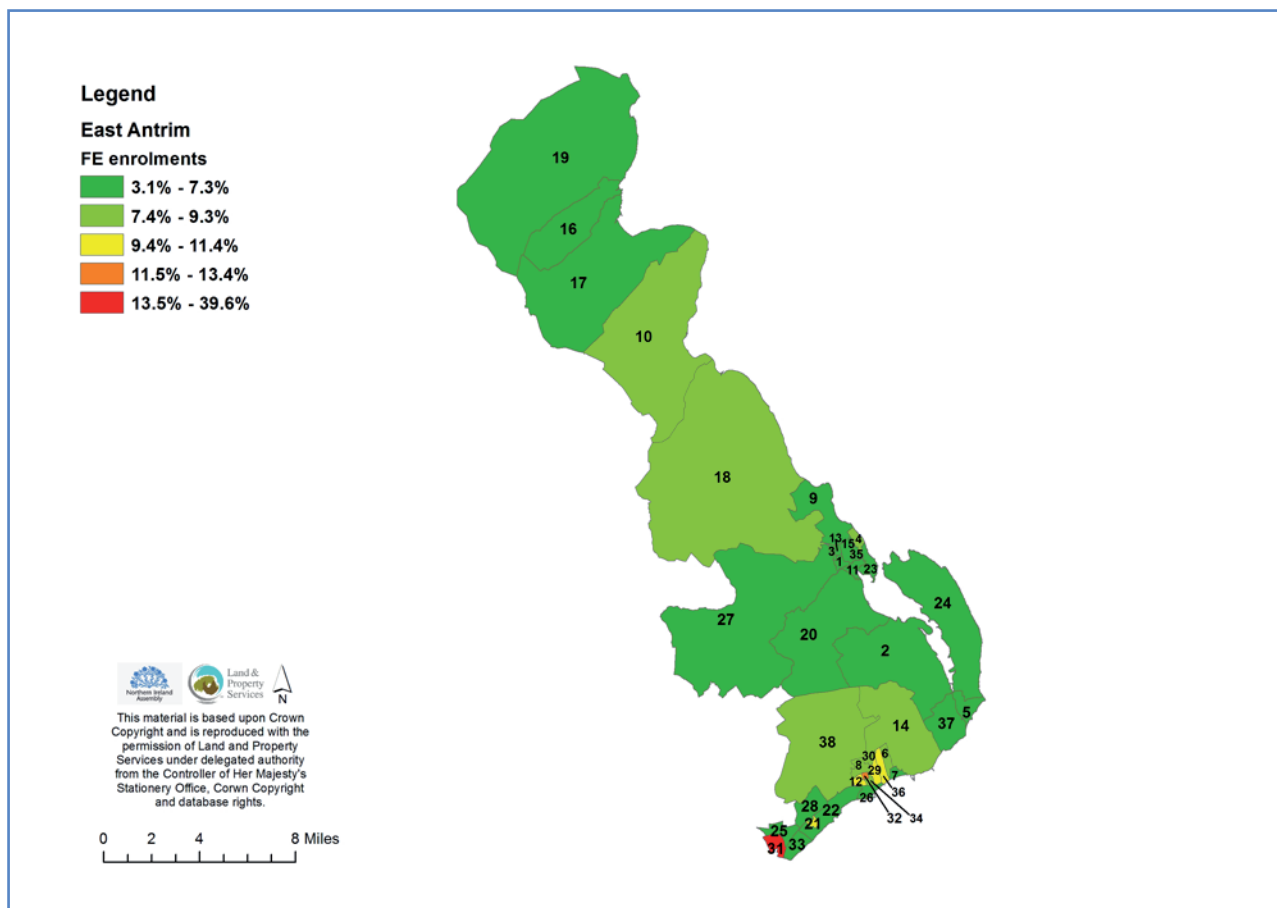 Legend
East Antrim
FE enrolments
3.1% - 7.3%
7.4% - 9.3%
9.4% - 11.4%
11.5% - 13.4%
13.5% - 39.6%
19
16
17
10
18
9
13
15
4
3
35
1
11
23
24
27
20
2
5
37
14
38
30
6
8
29
7
12
36
26
32
34
28
22
21
25
31
33
Northern Ireland
Assembly
Land &
Property
Services
N
This material is based upon Crown
Copyright and is reproduced with the
permission of Land and Property
Services under delegated authority
from the Controller of Her Majesty's
Stationery Office, Corwn Copyright
and database rights.
0 2 4 8 Miles